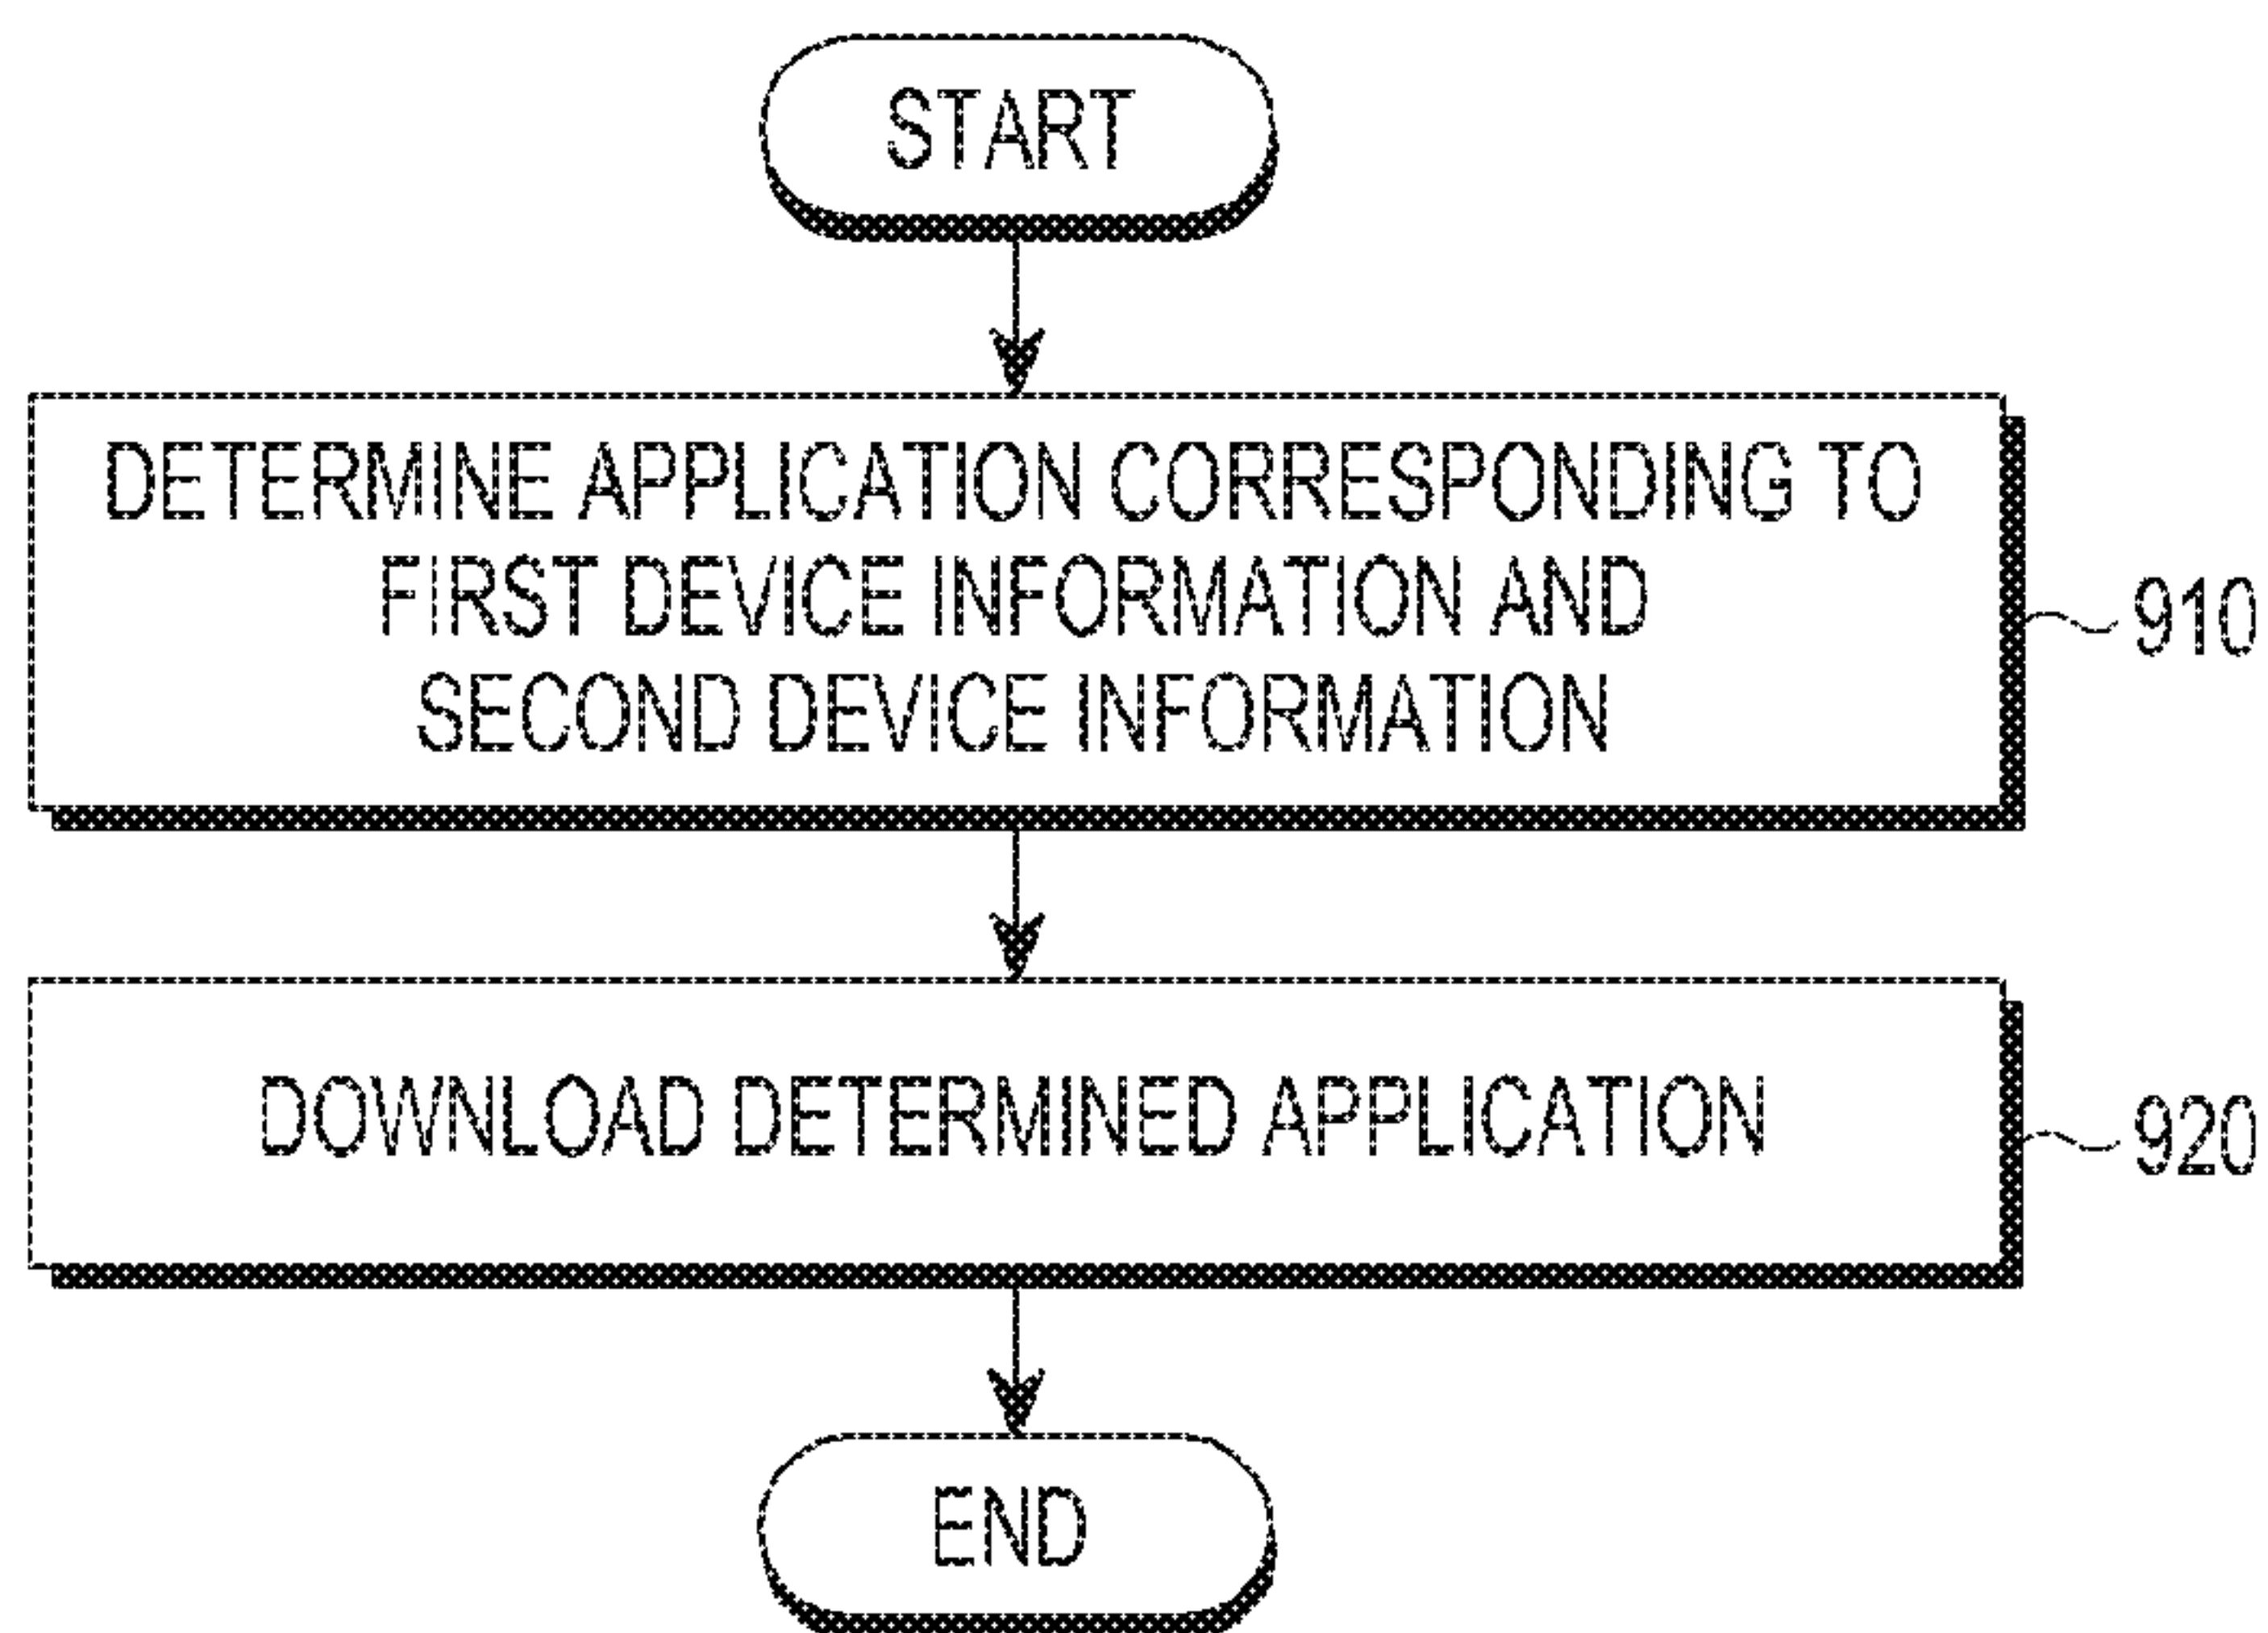 START
DETERMINE APPLICATION CORRESPONDING TO
FIRST DEVICE INFORMATION AND
SECOND DEVICE INFORMATION
910
DOWNLOAD DETERMINED APPLICATION
920
END